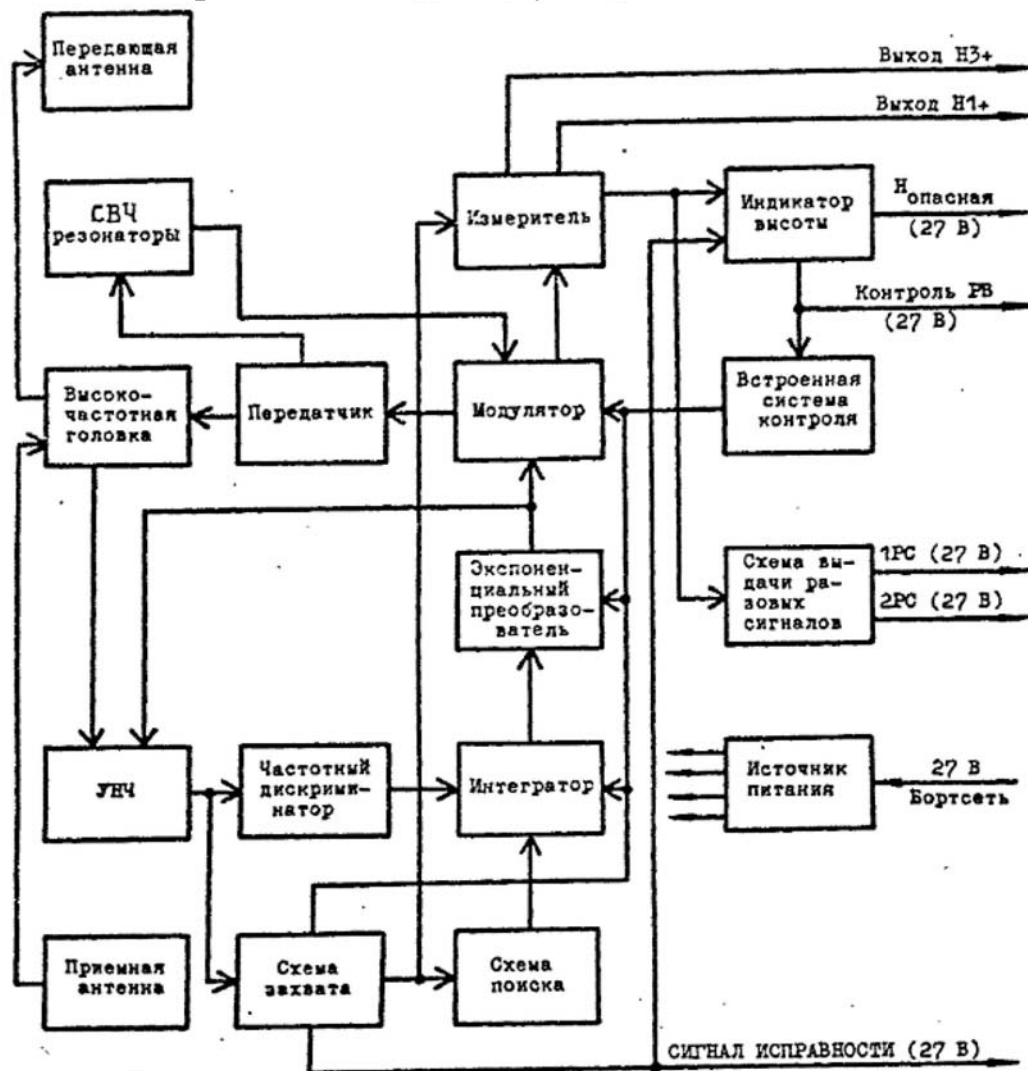 Передающая
антенна
Выход Н3+
Выход Н1+
СВЧ
резонаторы
Измеритель
Индикатор
высоты
Н опасная
(27 В)
Контроль РВ
(27 В)
Высоко-
частотная
головка
Передатчик
Модулятор
Встроенная
система
контроля
Экспонен-
циальный
преобразо-
ватель
Схема вы-
дачи ра-
зовых
сигналов
1РС (27 В)
2РС (27 В)
УНЧ
Частотный
дискрими-
натор
Интегратор
Источник
питания
27 В
Бортсеть
Приемная
антенна
Схема
захвата
Схема
поиска
СИГНАЛ ИСПРАВНОСТИ (27 В)